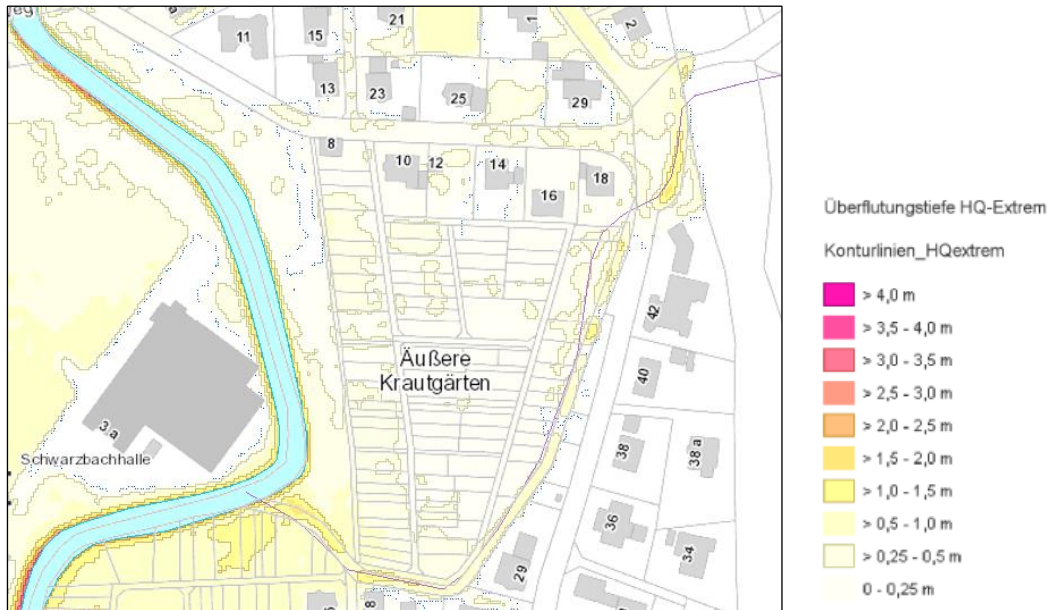 21
1
2
11
15
13
23
25
29
8
10
12
14
16
18
42
Äußere
Krautgärten
40
38
38 a
3 a
Schwarzbachhalle
36
34
29
8
Überflutungstiefe HQ-Extrem
Konturlinien_HQextrem
> 4,0 m
> 3,5 - 4,0 m
> 3,0 - 3,5 m
> 2,5 - 3,0 m
> 2,0 - 2,5 m
> 1,5 - 2,0 m
> 1,0 - 1,5 m
> 0,5 - 1,0 m
> 0,25 - 0,5 m
0 - 0,25 m